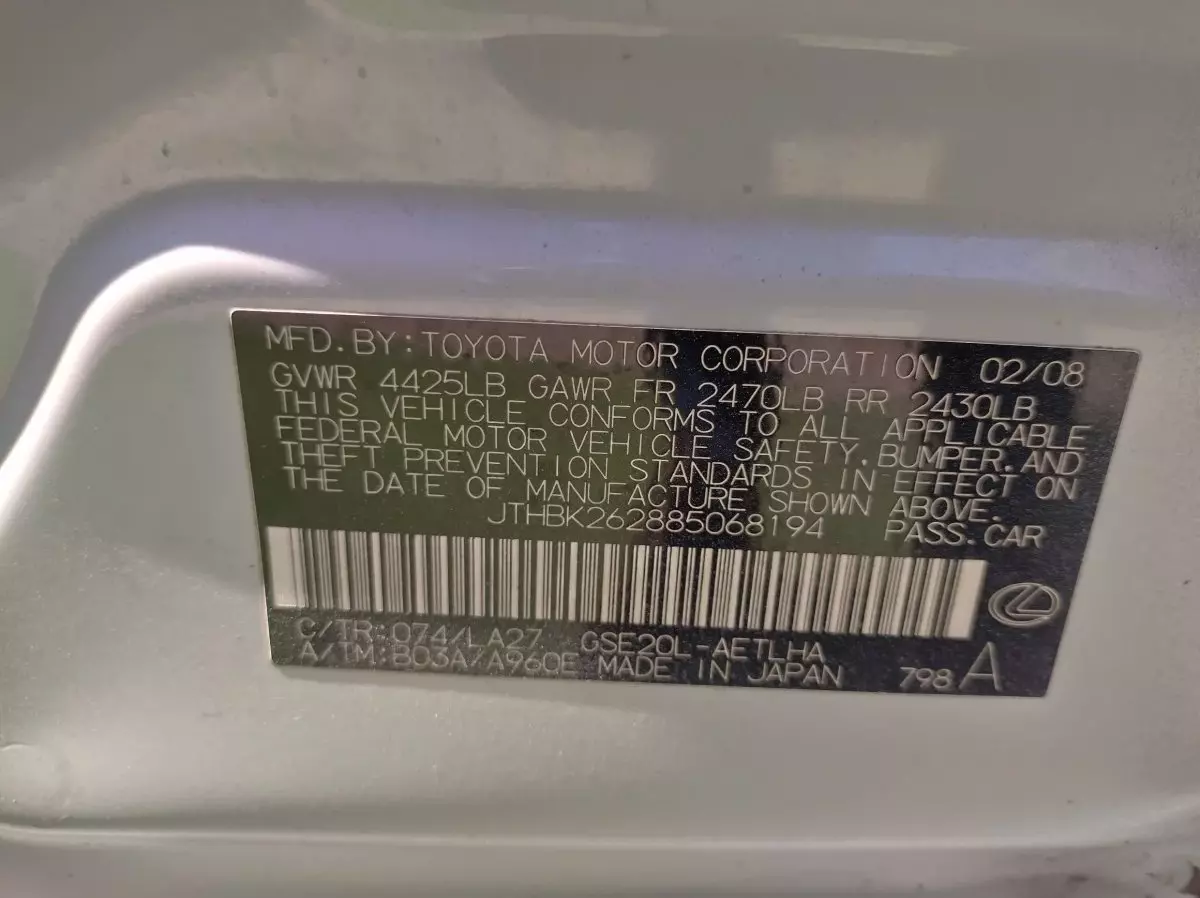 MFD.BY:TOYOTA MOTOR CORPORATION 02/08
GVWR 4425LB GAWR FR 2470LB RR 2430LB
THIS VEHICLE CONFORMS TO ALL APPLICABLE
FEDERAL MOTOR VEHICLE SAFETY,BUMPER,AND
THEFT PREVENTION STANDARDS IN EFFECT ON
THE DATE OF MANUFACTURE SHOWN ABOVE.
JTHBK262885068194 PASS.CAR
C/TR:074/LA27 GSE20L-AETLHA
A/TM:B03A/A960E MADE IN JAPAN 798 A